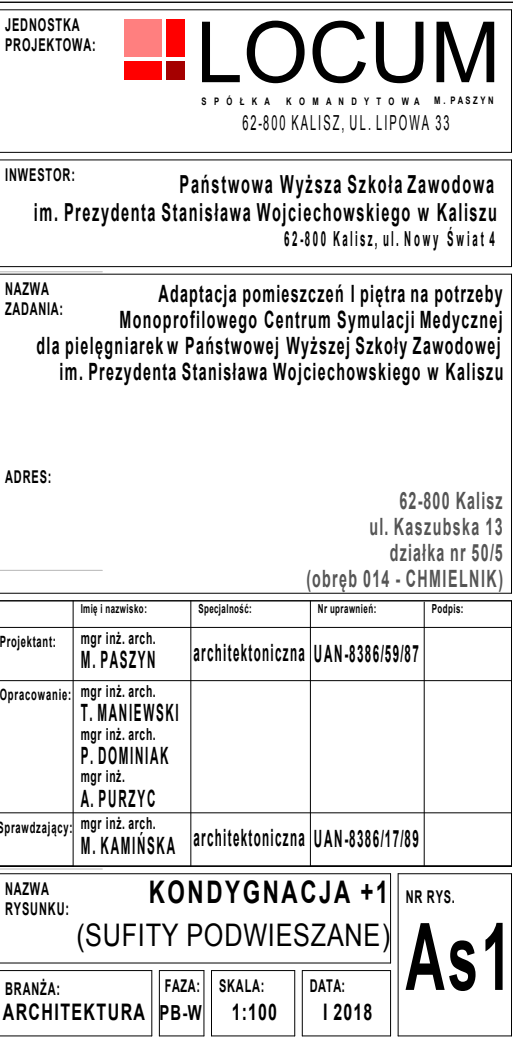 JEDNOSTKA
PROJEKTOWA:
LOCUM
SPÓŁKA KOMANDYTOWA M. PASZYN
62-800 KALISZ, UL. LIPOWA 33
INWESTOR:
Państwowa Wyższa Szkoła Zawodowa
im. Prezydenta Stanisława Wojciechowskiego w Kaliszu
62-800 Kalisz, ul. Nowy Świat 4
NAZWA
ZADANIA:
Adaptacja pomieszczeń I piętra na potrzeby
Monoprofilowego Centrum Symulacji Medycznej
dla pielęgniarek w Państwowej Wyższej Szkoły Zawodowej
im. Prezydenta Stanisława Wojciechowskiego w Kaliszu
ADRES:
62-800 Kalisz
ul. Kaszubska 13
działka nr 50/5
(obręb 014 - CHMIELNIK)
Imię i nazwisko: Specjalność: Nr uprawnień: Podpis:
Projektant: mgr inż. arch.
M. PASZYN architektoniczna UAN-8386/59/87
Opracowanie: mgr inż. arch.
T. MANIEWSKI
mgr inż. arch.
P. DOMINIAK
mgr inż.
A. PURZYC
Sprawdzający: mgr inż. arch.
M. KAMIŃSKA architektoniczna UAN-8386/17/89
NAZWA
RYSUNKU:
KONDYGNACJA +1
(SUFITY PODWIESZANE)
NR RYS.
As1
BRANŻA:
ARCHITEKTURA
FAZA:
PB-W
SKALA:
1:100
DATA:
I 2018